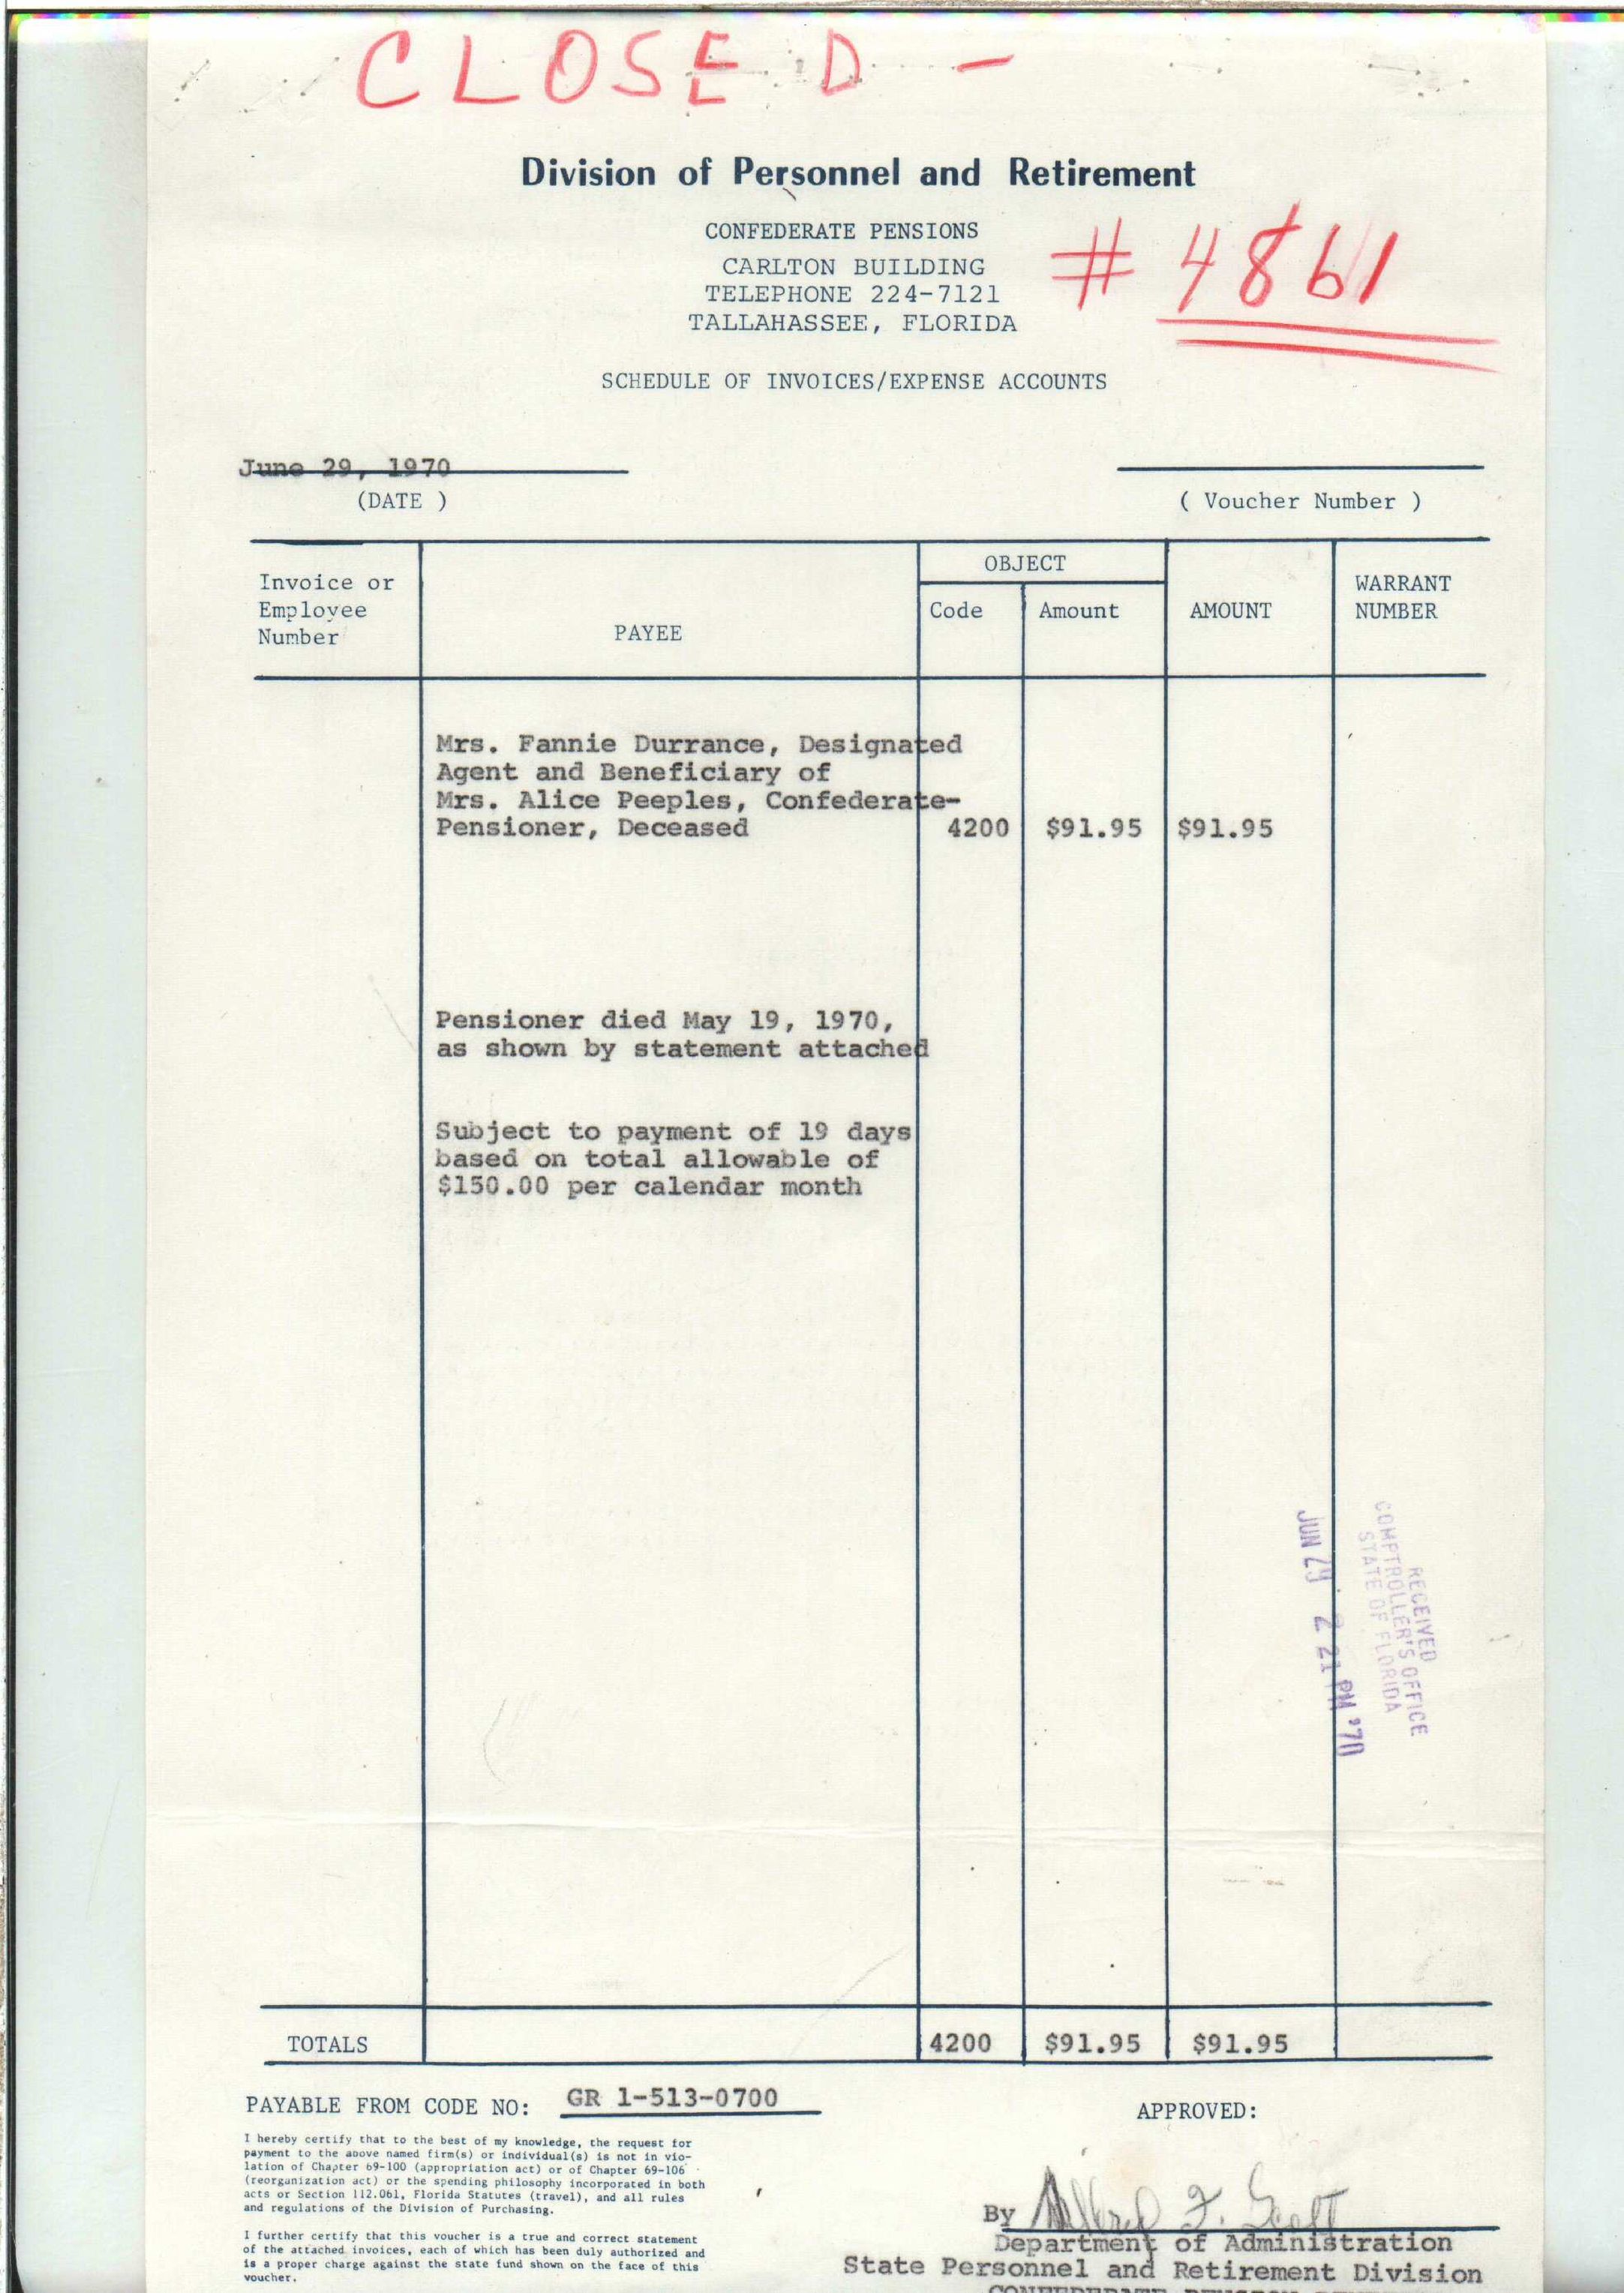 CLOSED -
Division of Personnel and Retirement
CONFEDERATE PENSIONS
CARLTON BUILDING
TELEPHONE 224-7121
TALLAHASSEE, FLORIDA
# 4861
SCHEDULE OF INVOICES/EXPENSE ACCOUNTS
June 29, 1970
(DATE )
( Voucher Number )
Invoice or
Employee
Number
PAYEE
OBJECT
Code
Amount
AMOUNT
WARRANT
NUMBER
Mrs. Fannie Durrance, Designated
Agent and Beneficiary of
Mrs. Alice Peeples, Confederate-
Pensioner, Deceased 4200 $91.95 $91.95
Pensioner died May 19, 1970,
as shown by statement attached
Subject to payment of 19 days
based on total allowable of
$150.00 per calendar month
RECEIVED
COMPTROLLER'S OFFICE
STATE OF FLORIDA
JUN 29 2 21 PM '70
TOTALS 4200 $91.95 $91.95
PAYABLE FROM CODE NO: GR 1-513-0700
APPROVED:
I hereby certify that to the best of my knowledge, the request for
payment to the above named firm(s) or individual(s) is not in vio-
lation of Chapter 69-100 (appropriation act) or of Chapter 69-106
(reorganization act) or the spending philosophy incorporated in both
acts or Section 112.061, Florida Statutes (travel), and all rules
and regulations of the Division of Purchasing.
I further certify that this voucher is a true and correct statement
of the attached invoices, each of which has been duly authorized and
is a proper charge against the state fund shown on the face of this
voucher.
By Alfred F. Scott
Department of Administration
State Personnel and Retirement Division